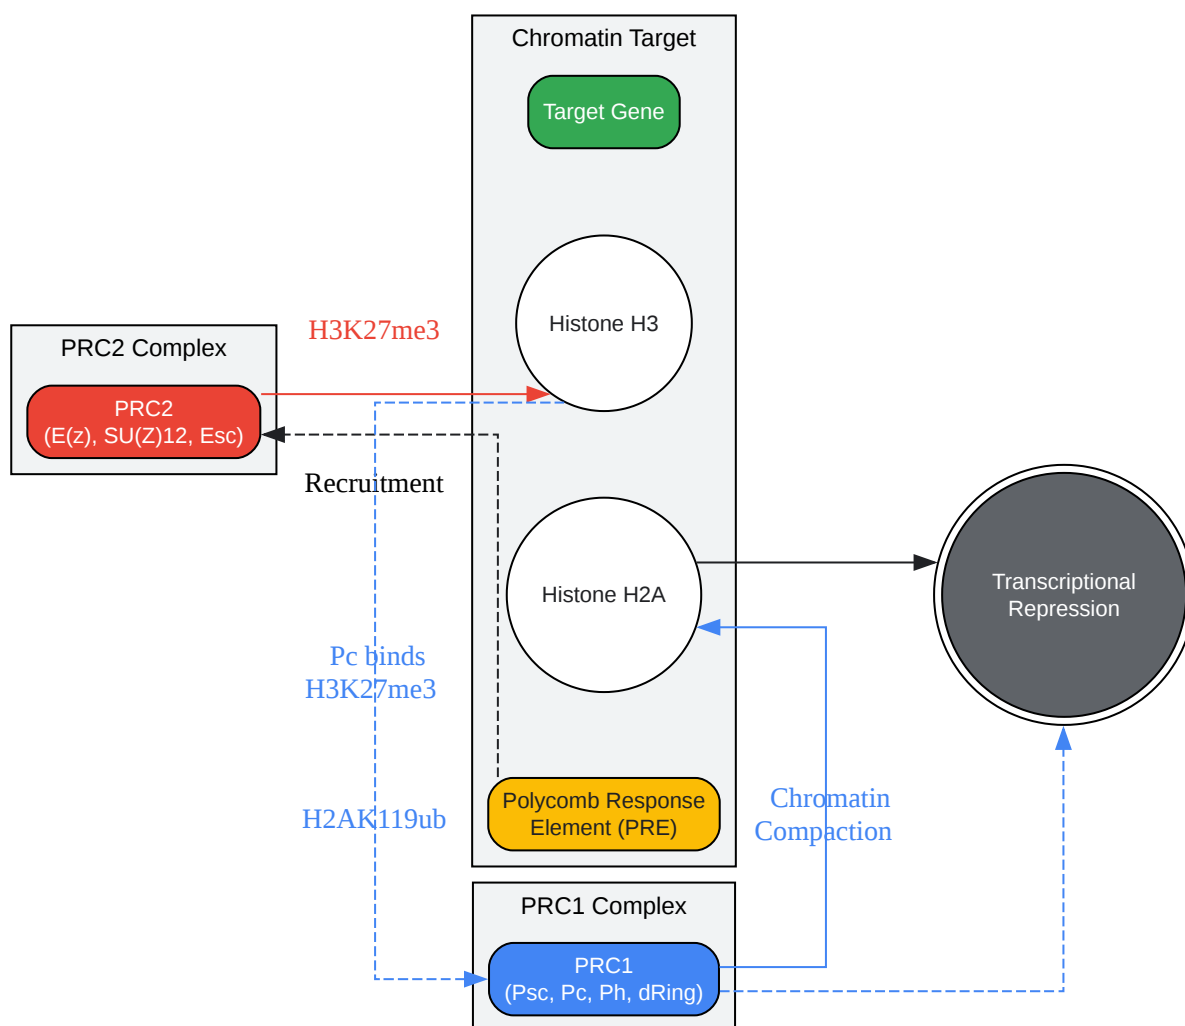 Chromatin Target
Target Gene
Histone H3
H3K27me3
PRC2 Complex
PRC2
(E(z), SU(Z)12, Esc)
Recruitment
Histone H2A
Transcriptional
Repression
Pc binds
H3K27me3
Polycomb Response
Element (PRE)
H2AK119ub
Chromatin
Compaction
PRC1 Complex
PRC1
(Psc, Pc, Ph, dRing)